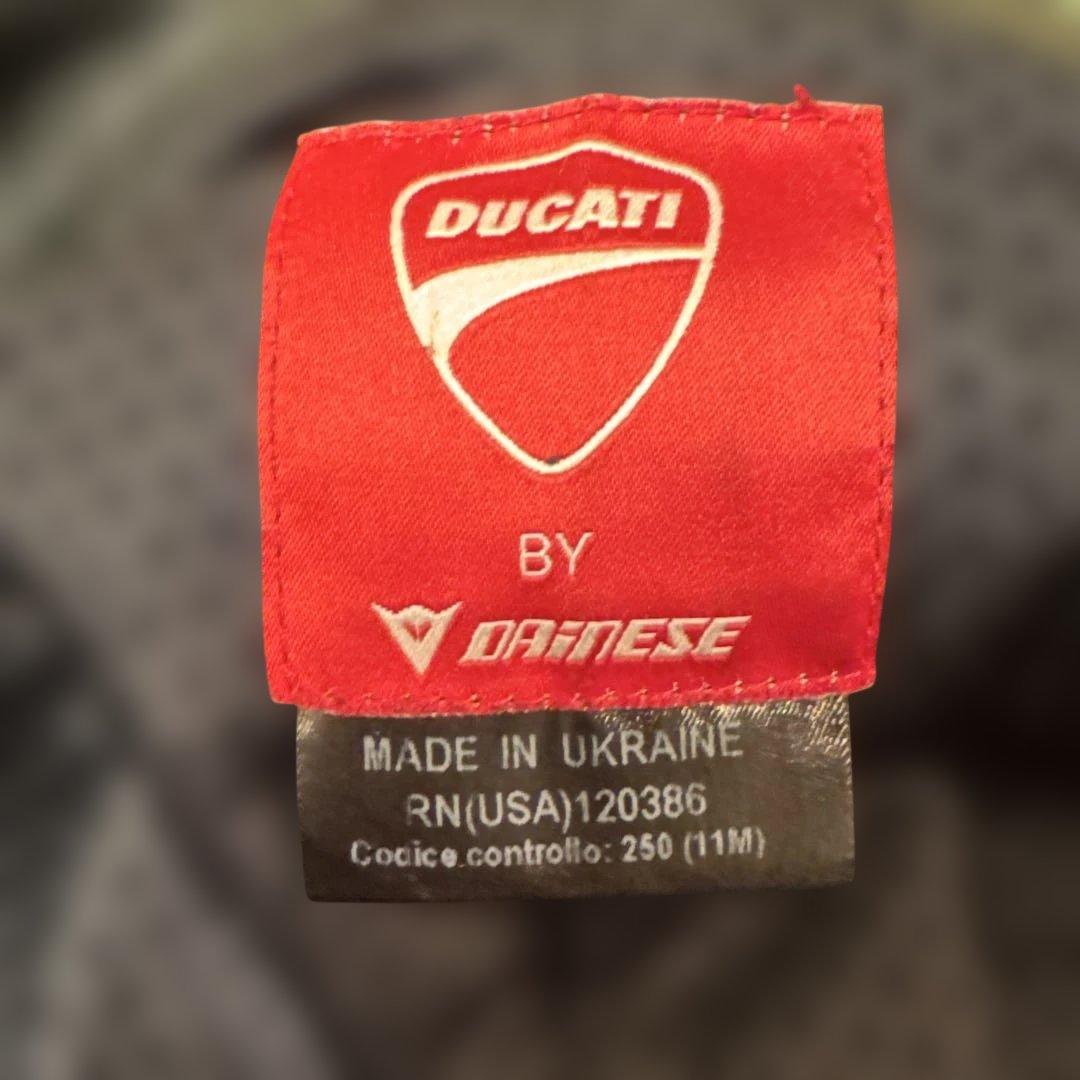 DUCATI
BY
DAINESE
MADE IN UKRAINE
RN(USA)120386
Codice.controllo: 250 (11M)